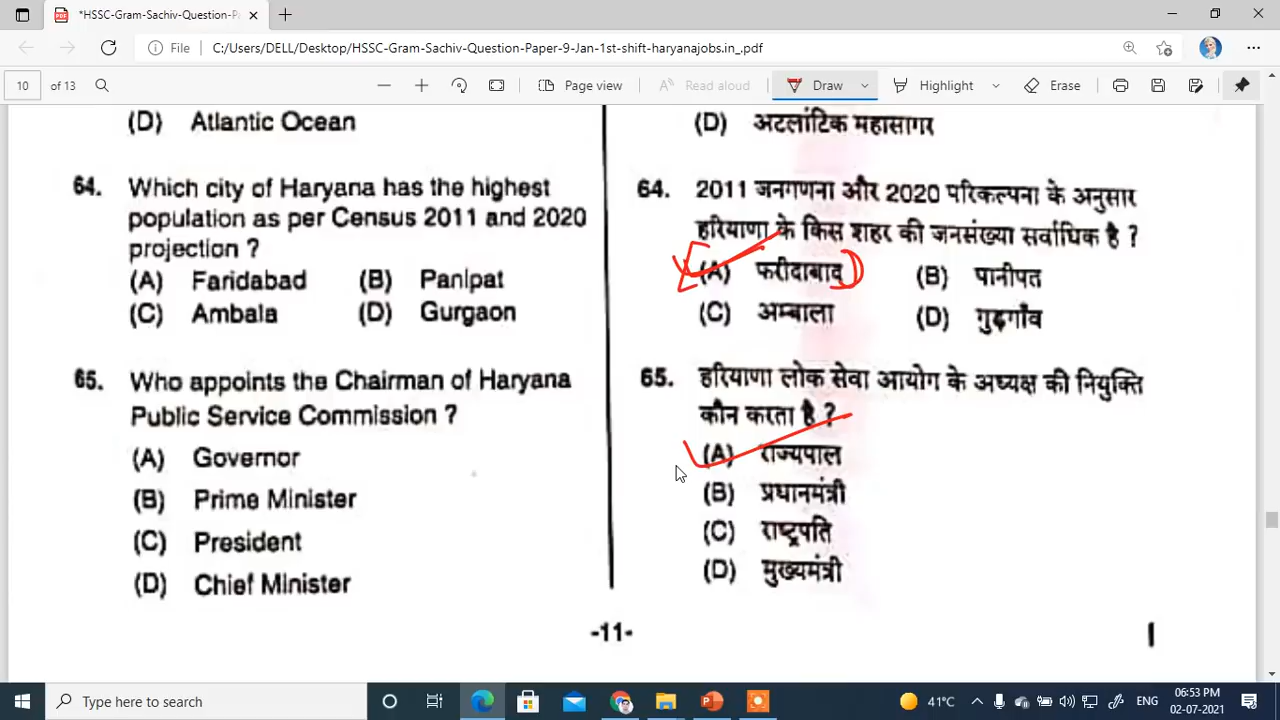 *HSSC-Gram-Sachiv-Question-Pa
File
C:/Users/DELL/Desktop/HSSC-Gram-Sachiv-Question-Paper-9-Jan-1st-shift-haryanajobs.in_.pdf
10 of 13
Page view
Read aloud
Draw
Highlight
Erase
(D) Atlantic Ocean
64. Which city of Haryana has the highest
population as per Census 2011 and 2020
projection ?
(A) Faridabad (B) Panipat
(C) Ambala (D) Gurgaon
65. Who appoints the Chairman of Haryana
Public Service Commission ?
(A) Governor
(B) Prime Minister
(C) President
(D) Chief Minister
(D) अटलांटिक महासागर
64. 2011 जनगणना और 2020 परिकल्पना के अनुसार
हरियाणा के किस शहर की जनसंख्या सर्वाधिक है ?
(A) फरीदाबाद (B) पानीपत
(C) अम्बाला (D) गुड़गाँव
65. हरियाणा लोक सेवा आयोग के अध्यक्ष की नियुक्ति
कौन करता है ?
(A) राज्यपाल
(B) प्रधानमंत्री
(C) राष्ट्रपति
(D) मुख्यमंत्री
-11-
I
Type here to search
41°C
ENG
06:53 PM
02-07-2021